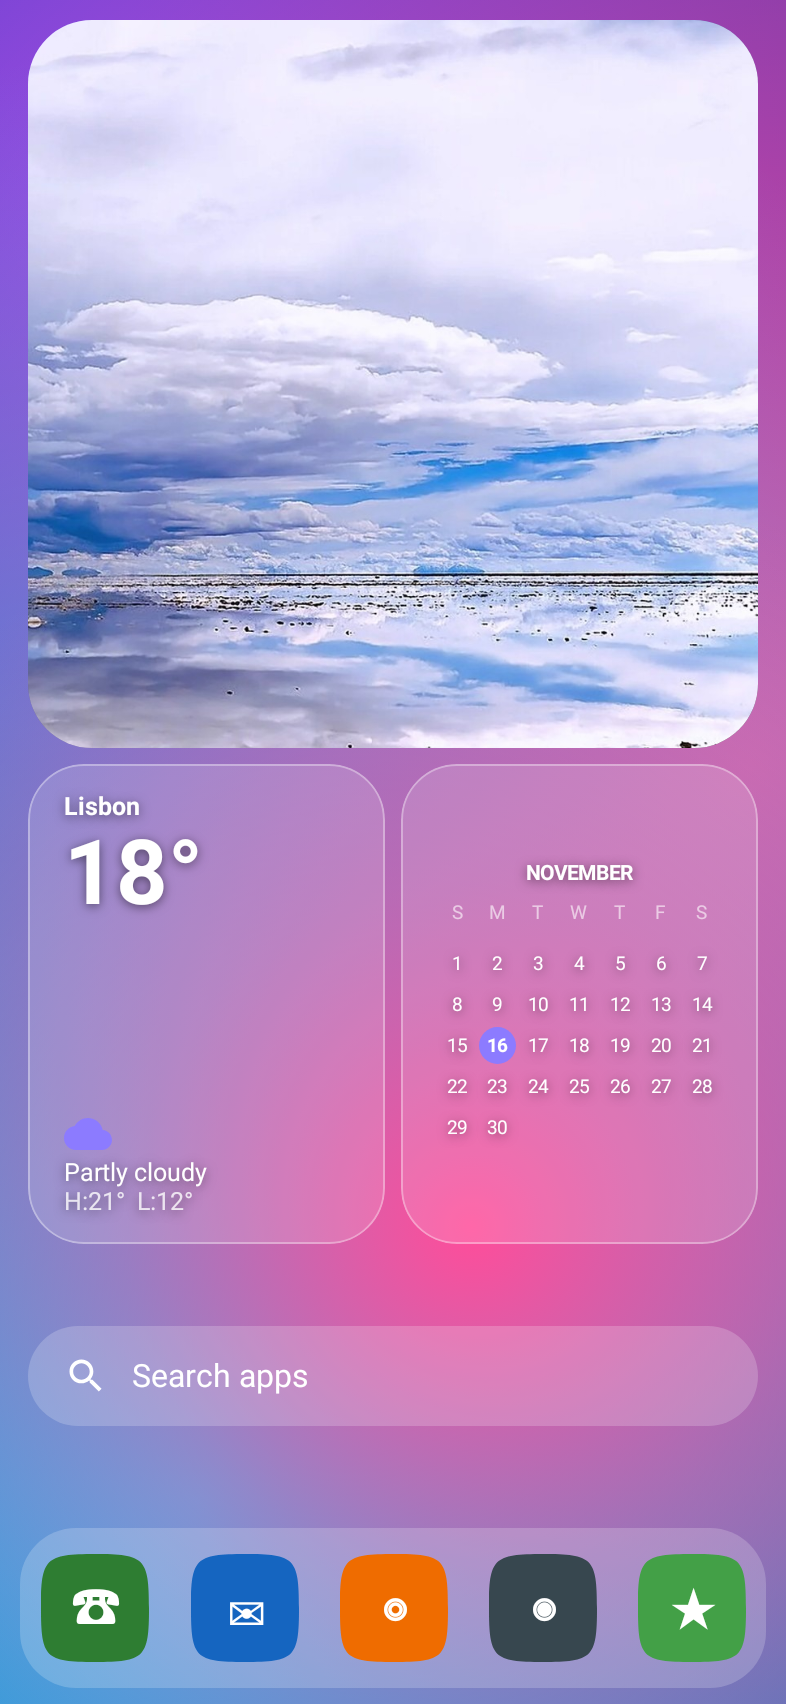 Lisbon
18°
Partly cloudy
H:21° L:12°
NOVEMBER
S M T W T F S
1 2 3 4 5 6 7
8 9 10 11 12 13 14
15 16 17 18 19 20 21
22 23 24 25 26 27 28
29 30
Search apps